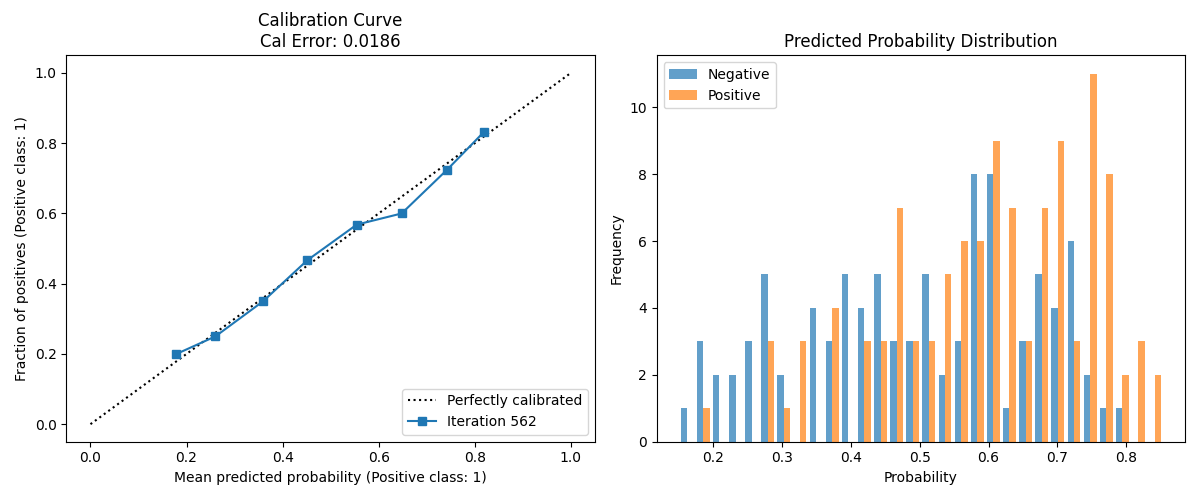 Calibration Curve
Cal Error: 0.0186
Fraction of positives (Positive class: 1)
1.0
0.8
0.6
0.4
0.2
0.0
Perfectly calibrated
Iteration 562
0.0 0.2 0.4 0.6 0.8 1.0
Mean predicted probability (Positive class: 1)
Predicted Probability Distribution
Negative
Positive
Frequency
10
8
6
4
2
0
0.2 0.3 0.4 0.5 0.6 0.7 0.8
Probability